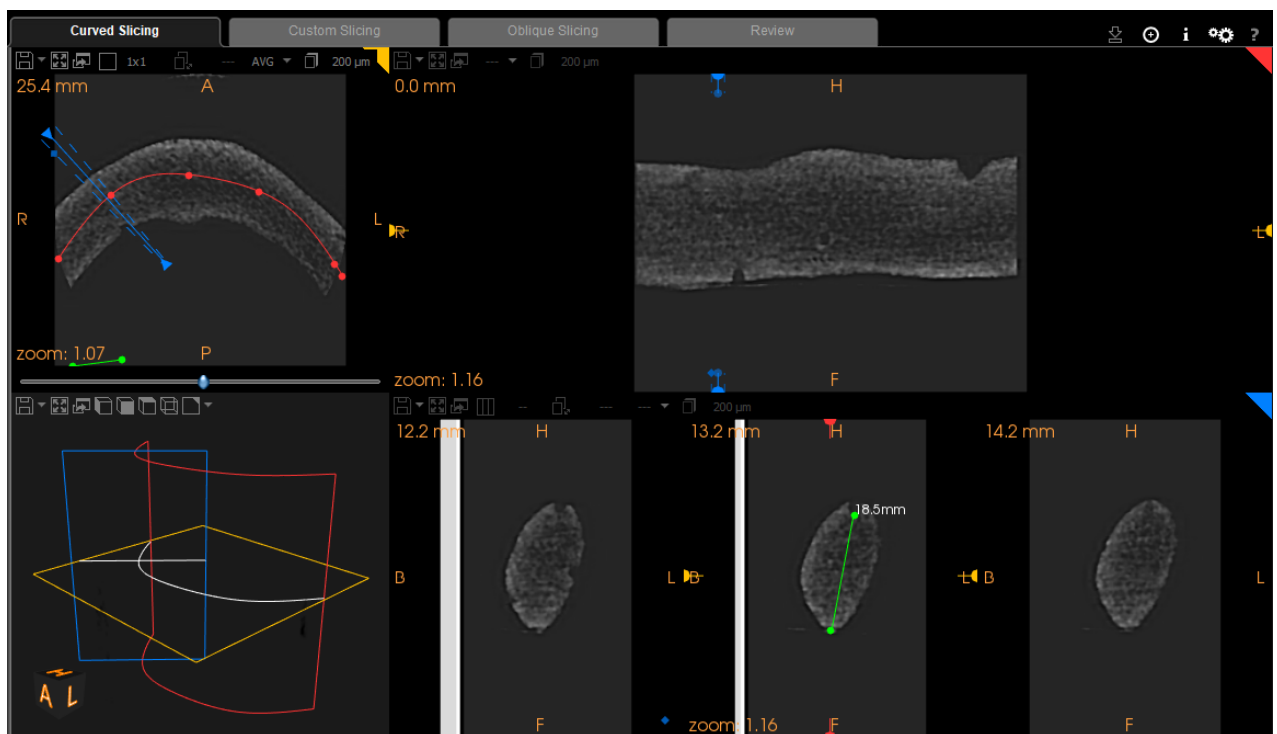 Curved Slicing Custom Slicing Oblique Slicing Review
i ?
1x1 --- AVG 200 µm
25.4 mm
A
R
L
zoom: 1.07
P
--- 200 µm
0.0 mm
H
R
L
zoom: 1.16
F
A L H
-- --- --- 200 µm
12.2 mm H
B
L
F
13.2 mm H
18.5mm
B
L
zoom: 1.16 F
14.2 mm H
B
L
F